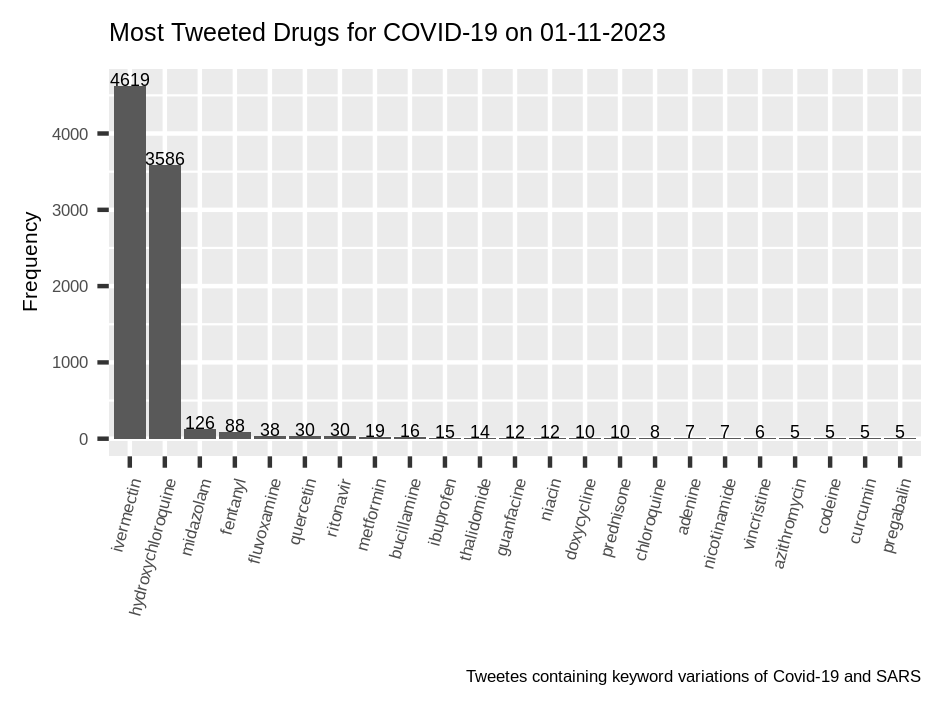 Most Tweeted Drugs for COVID-19 on 01-11-2023
Frequency
4000
3000
2000
1000
0
4619
3586
126
88
38
30
30
19
16
15
14
12
12
10
10
8
7
7
6
5
5
5
5
ivermectin
hydroxychloroquine
midazolam
fentanyl
fluvoxamine
quercetin
ritonavir
metformin
bucillamine
ibuprofen
thalidomide
guanfacine
niacin
doxycycline
prednisone
chloroquine
adenine
nicotinamide
vincristine
azithromycin
codeine
curcumin
pregabalin
Tweetes containing keyword variations of Covid-19 and SARS